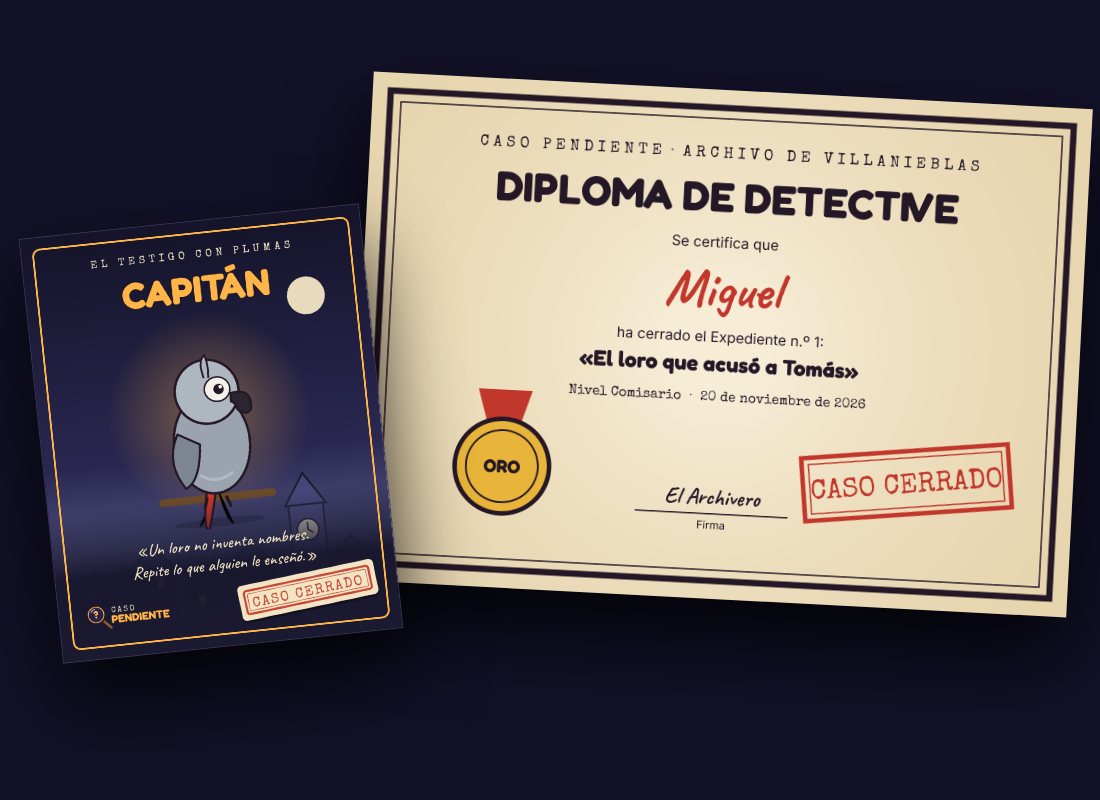 EL TESTIGO CON PLUMAS
CAPITÁN
«Un loro no inventa nombres.
Repite lo que alguien le enseñó.»
?
CASO
PENDIENTE
CASO CERRADO
CASO PENDIENTE · ARCHIVO DE VILLANIEBLAS
DIPLOMA DE DETECTIVE
Se certifica que
Miguel
ha cerrado el Expediente n.º 1:
«El loro que acusó a Tomás»
Nivel Comisario · 20 de noviembre de 2026
ORO
El Archivero
Firma
CASO CERRADO